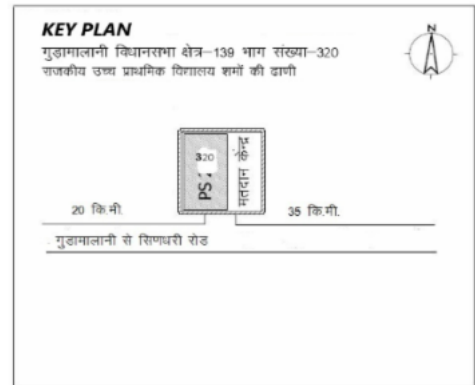 KEY PLAN
N
गुड़ामालानी विधानसभा क्षेत्र–139 भाग संख्या–320
राजकीय उच्च प्राथमिक विद्यालय शर्मो की ढाणी
320
PS
मतदान केन्द्र
20 कि.मी.
35 कि.मी.
गुडामालानी से सिणधरी रोड